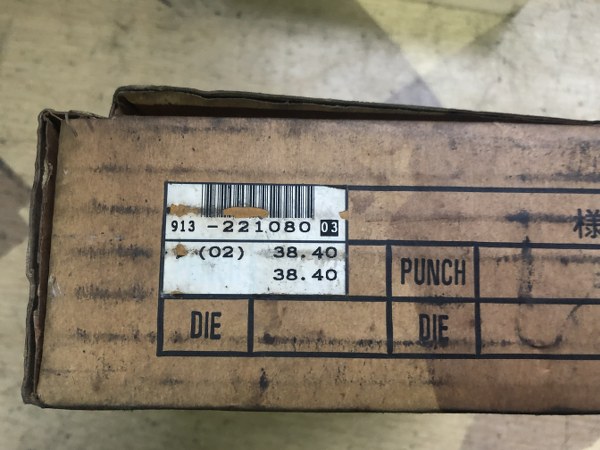 様
913 -221080 03
(02) 38.40
38.40
PUNCH
DIE
DIE